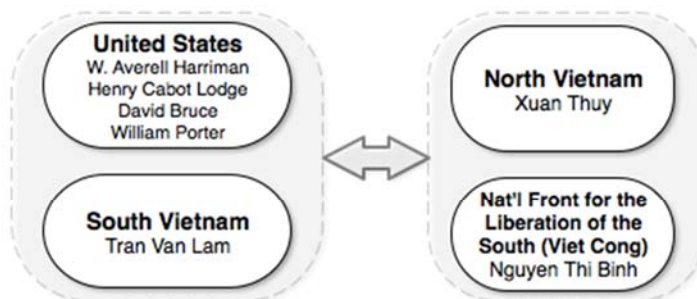 United States
W. Averell Harriman
Henry Cabot Lodge
David Bruce
William Porter
South Vietnam
Tran Van Lam
North Vietnam
Xuan Thuy
Nat'l Front for the
Liberation of the
South (Viet Cong)
Nguyen Thi Binh